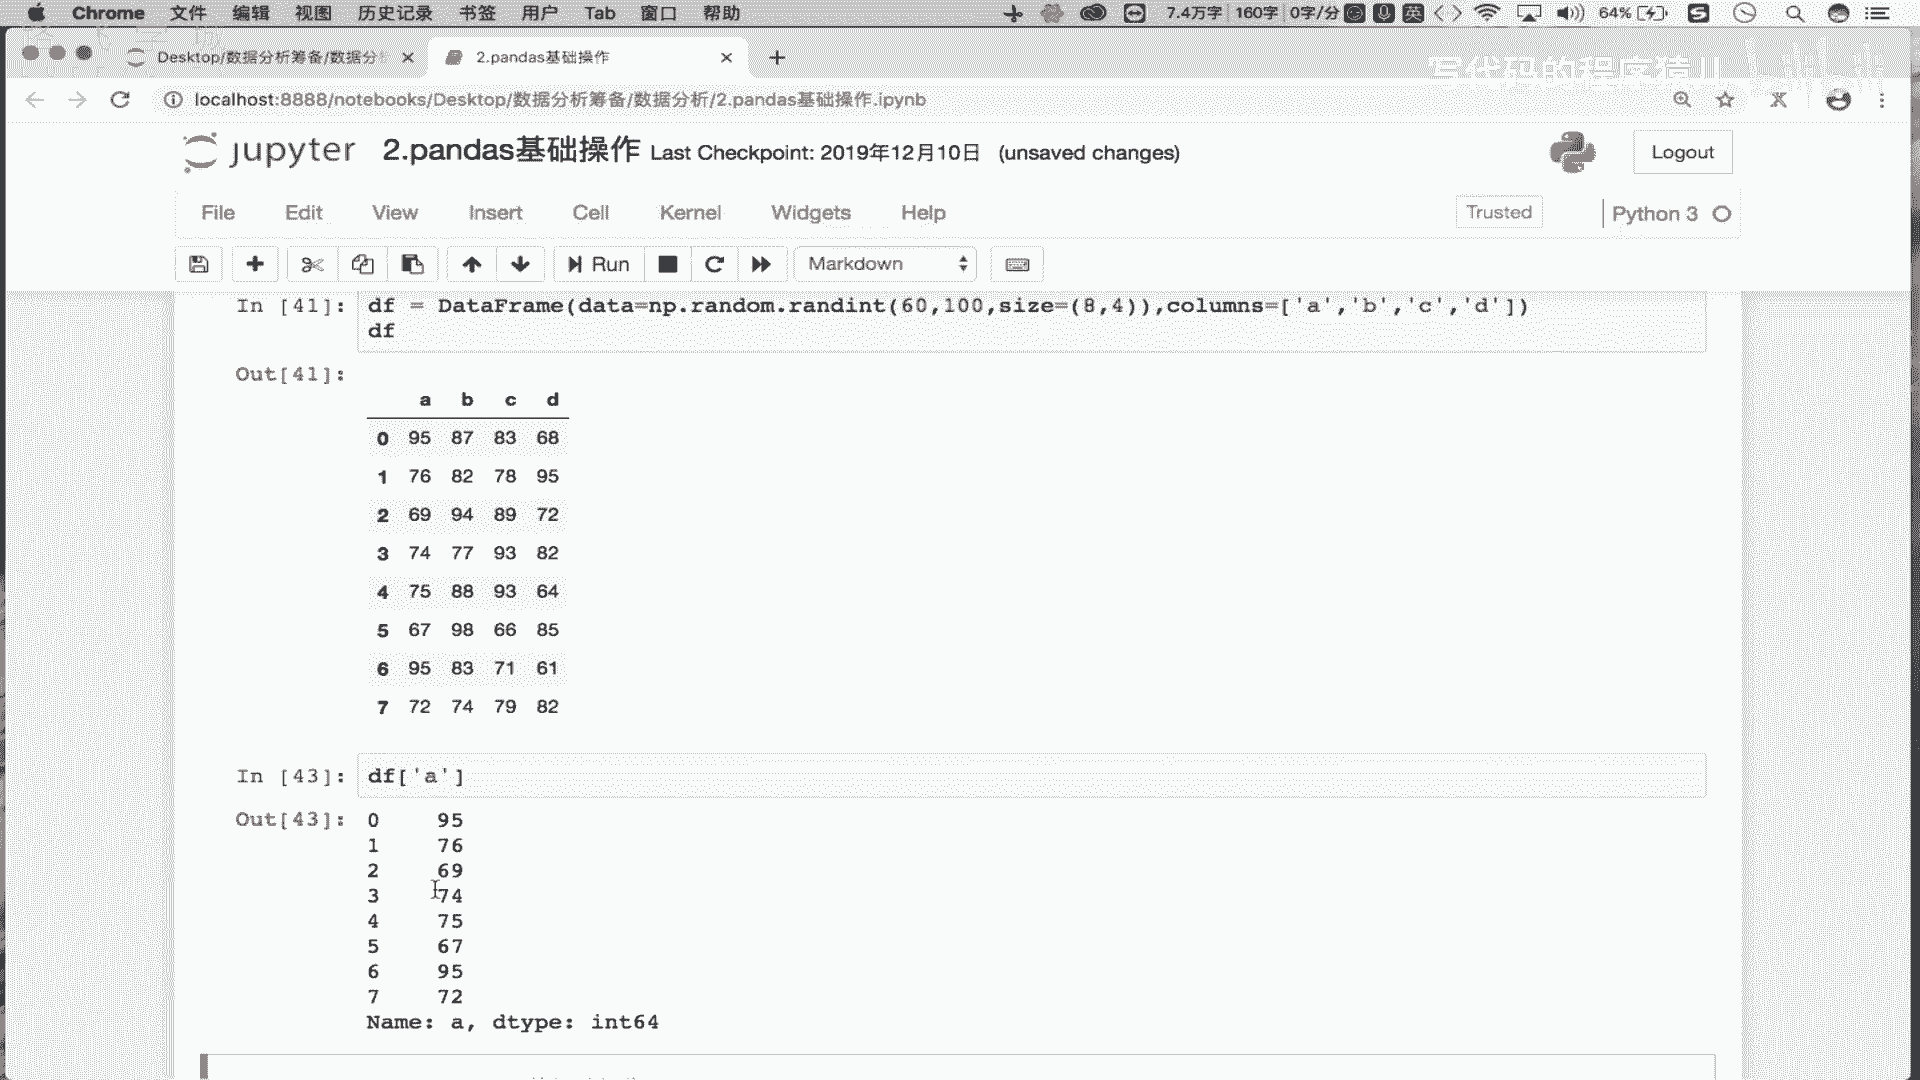 Chrome 文件 编辑 视图 历史记录 书签 用户 Tab 窗口 帮助 7.4万字 160字 0字/分 英 64%
Desktop/数据分析筹备/数据分析 2.pandas基础操作
写代码的程序猿儿 bilibili
localhost:8888/notebooks/Desktop/数据分析筹备/数据分析/2.pandas基础操作.ipynb
jupyter 2.pandas基础操作 Last Checkpoint: 2019年12月10日 (unsaved changes) Logout
File Edit View Insert Cell Kernel Widgets Help Trusted Python 3
Run Markdown
In [41]: df = DataFrame(data=np.random.randint(60,100,size=(8,4)),columns=['a','b','c','d'])
df
Out[41]:
a b c d
0 95 87 83 68
1 76 82 78 95
2 69 94 89 72
3 74 77 93 82
4 75 88 93 64
5 67 98 66 85
6 95 83 71 61
7 72 74 79 82
In [43]: df['a']
Out[43]: 0 95
1 76
2 69
3 74
4 75
5 67
6 95
7 72
Name: a, dtype: int64